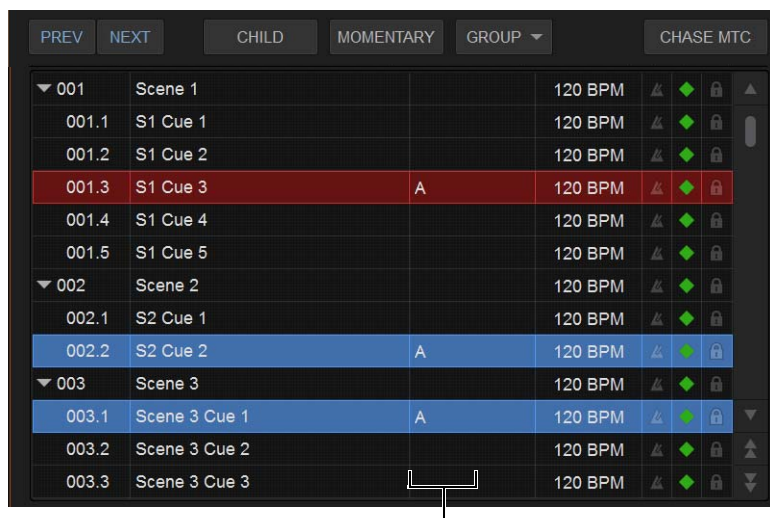 PREV NEXT CHILD MOMENTARY GROUP CHASE MTC
001 Scene 1 120 BPM
001.1 S1 Cue 1 120 BPM
001.2 S1 Cue 2 120 BPM
001.3 S1 Cue 3 A 120 BPM
001.4 S1 Cue 4 120 BPM
001.5 S1 Cue 5 120 BPM
002 Scene 2 120 BPM
002.1 S2 Cue 1 120 BPM
002.2 S2 Cue 2 A 120 BPM
003 Scene 3 120 BPM
003.1 Scene 3 Cue 1 A 120 BPM
003.2 Scene 3 Cue 2 120 BPM
003.3 Scene 3 Cue 3 120 BPM